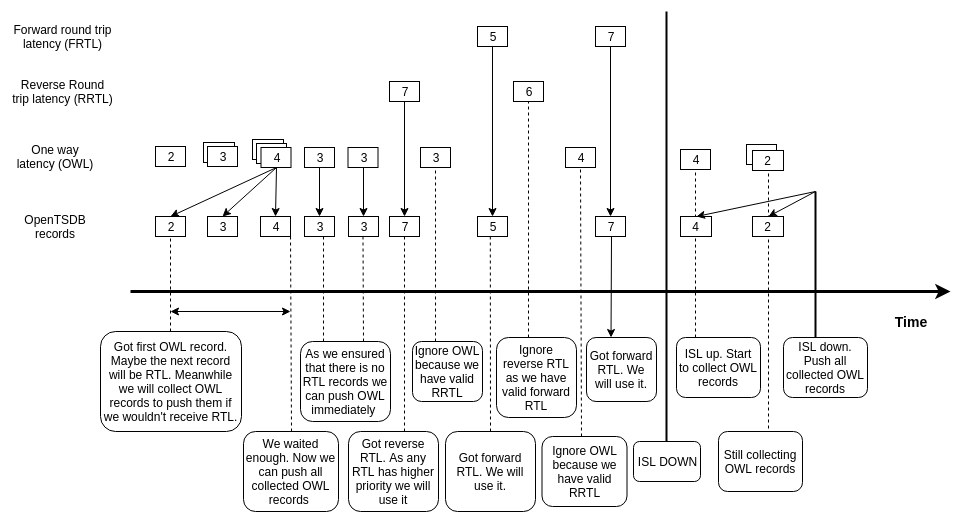 Forward round trip
latency (FRTL)
5
7
Reverse Round
trip latency (RRTL)
7
6
One way
latency (OWL)
2
3
4
3
3
3
4
4
2
OpenTSDB
records
2
3
4
3
3
7
5
7
4
2
Time
Got first OWL record.
Maybe the next record
will be RTL. Meanwhile
we will collect OWL
records to push them if
we wouldn't receive RTL.
As we ensured
that there is no
RTL records we
can push OWL
immediately
Ignore OWL
because we
have valid
RRTL
Ignore
reverse RTL
as we have
valid forward
RTL
Got forward
RTL. We
will use it.
ISL up. Start
to collect OWL
records
ISL down.
Push all
collected OWL
records
We waited
enough. Now we
can push all
collected OWL
records
Got reverse
RTL. As any
RTL has higher
priority we will
use it
Got forward
RTL. We will
use it.
Ignore OWL
because we
have valid
RRTL
ISL DOWN
Still collecting
OWL records